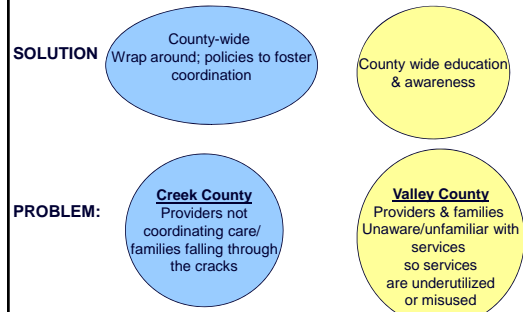 SOLUTION
County-wide
Wrap around; policies to foster
coordination
County wide education
& awareness
PROBLEM:
Creek County
Providers not
coordinating care/
families falling through
the cracks
Valley County
Providers & families
Unaware/unfamiliar with
services
so services
are underutilized
or misused